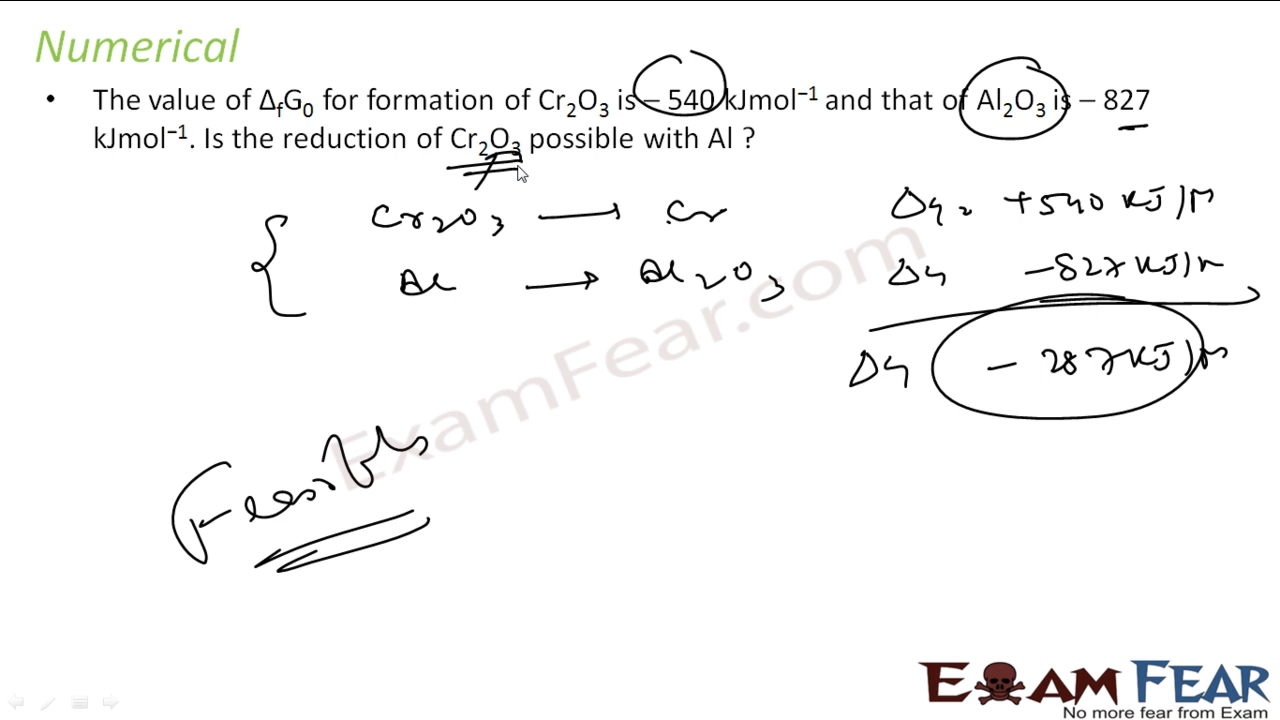 Numerical
• The value of ΔfG0 for formation of Cr2O3 is – 540 kJmol−1 and that of Al2O3 is – 827
kJmol−1. Is the reduction of Cr2O3 possible with Al ?
Cr2O3 → Cr ΔG = +540 KJ/M
Al → Al2O3 ΔG −827 KJ/M
ΔG − 287 KJ/M
Feasible
ExamFear.com
EXAM FEAR
No more fear from Exam